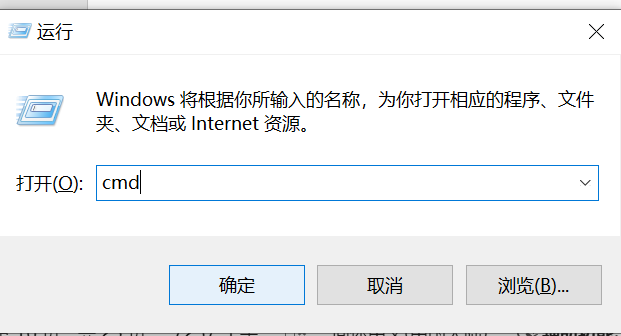 运行
Windows 将根据你所输入的名称，为你打开相应的程序、文件
夹、文档或 Internet 资源。
打开(O): cmd
确定 取消 浏览(B)...